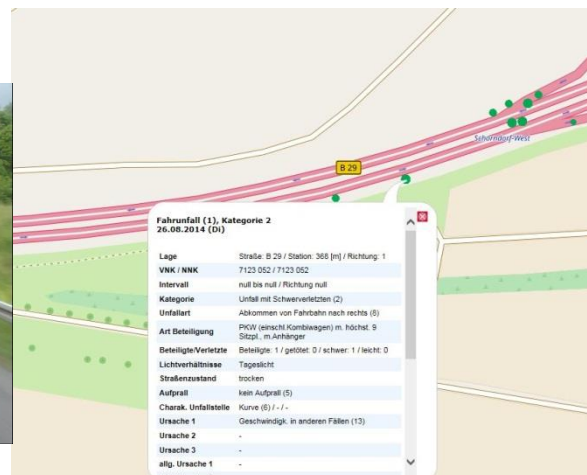 Schorndorf-West
B 29
Fahrunfall (1), Kategorie 2
26.08.2014 (Di)
Lage Straße: B 29 / Station: 368 [m] / Richtung: 1
VNK / NNK 7123 052 / 7123 052
Intervall null bis null / Richtung null
Kategorie Unfall mit Schwerverletzten (2)
Unfallart Abkommen von Fahrbahn nach rechts (8)
Art Beteiligung PKW (einschl.Kombiwagen) m. höchst. 9
Sitzpl., m.Anhänger
Beteiligte/Verletzte Beteiligte: 1 / getötet: 0 / schwer: 1 / leicht: 0
Lichtverhältnisse Tageslicht
Straßenzustand trocken
Aufprall kein Aufprall (5)
Charak. Unfallstelle Kurve (6) / - / -
Ursache 1 Geschwindigk. in anderen Fällen (13)
Ursache 2 -
Ursache 3 -
allg. Ursache 1 -